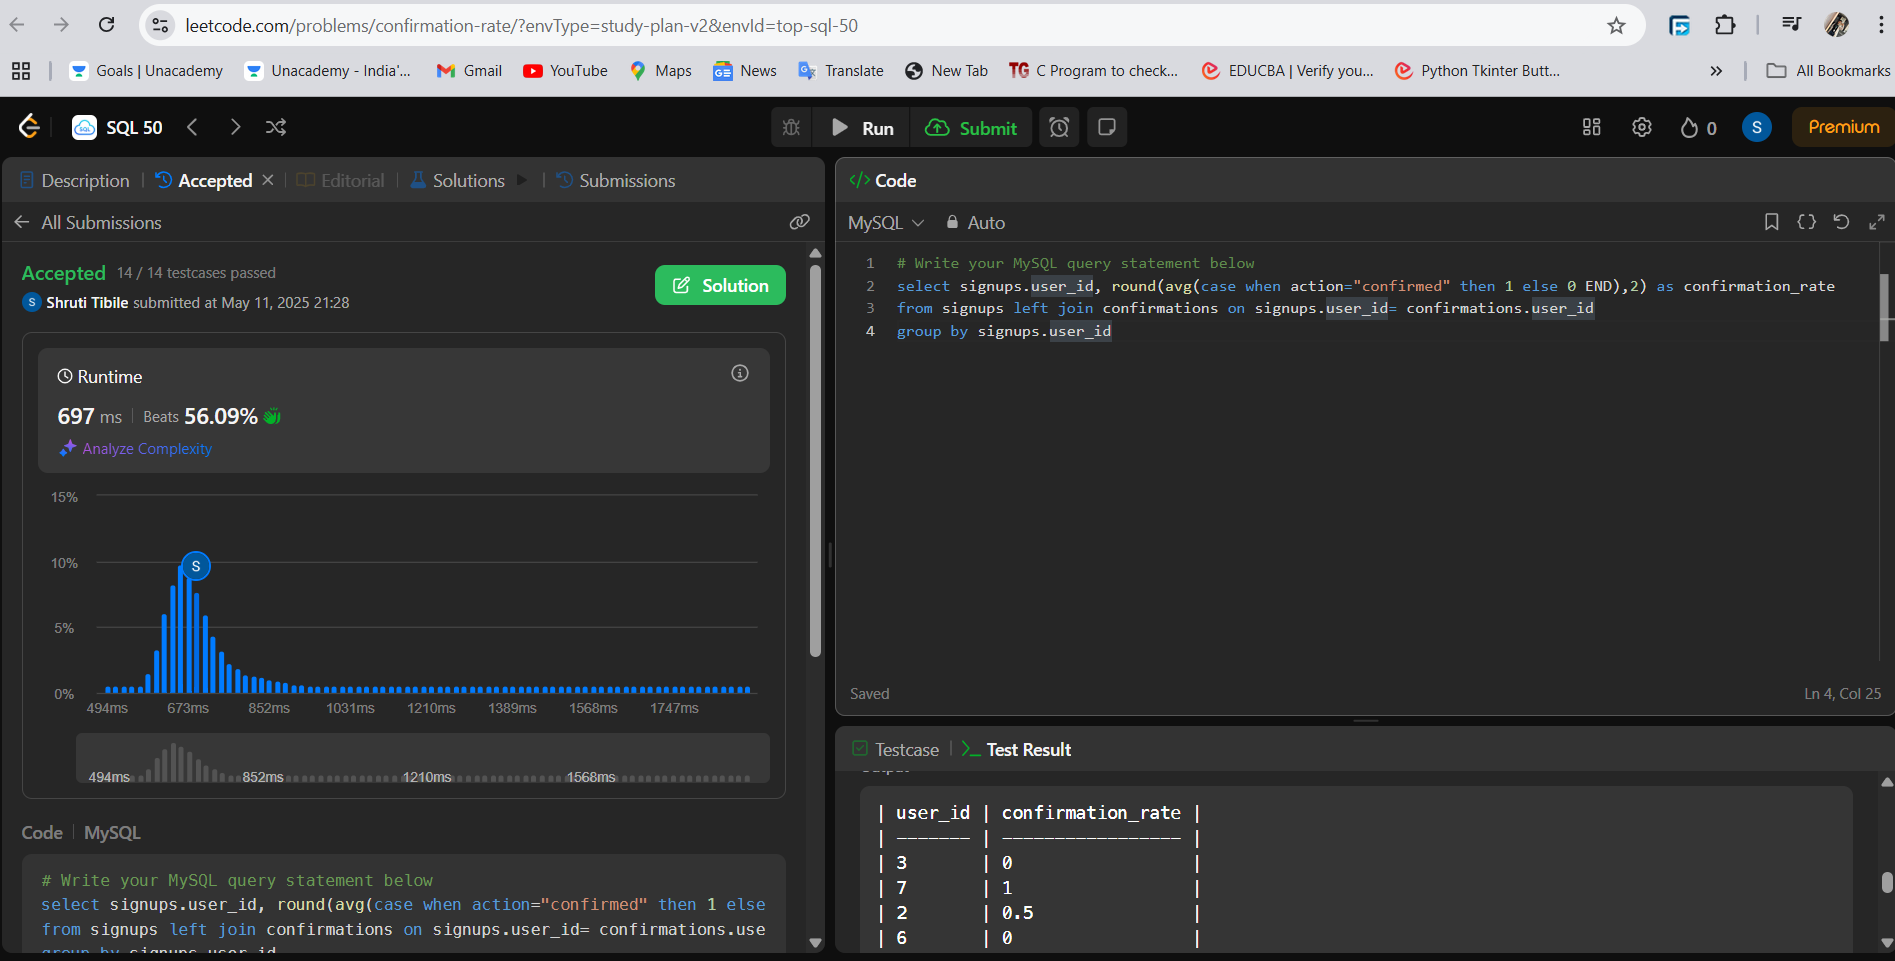 leetcode.com/problems/confirmation-rate/?envType=study-plan-v2&envId=top-sql-50
Goals | Unacademy
Unacademy - India'...
Gmail
YouTube
Maps
News
Translate
New Tab
TG C Program to check...
EDUCBA | Verify you...
Python Tkinter Butt...
»
All Bookmarks
SQL 50
Run
Submit
0
S
Premium
Description
Accepted
Editorial
Solutions
Submissions
All Submissions
Accepted 14 / 14 testcases passed
S Shruti Tibile submitted at May 11, 2025 21:28
Solution
Runtime
697 ms | Beats 56.09%
Analyze Complexity
15%
10%
S
5%
0%
494ms 673ms 852ms 1031ms 1210ms 1389ms 1568ms 1747ms
494ms 852ms 1210ms 1568ms
Code | MySQL
# Write your MySQL query statement below
select signups.user_id, round(avg(case when action="confirmed" then 1 else
from signups left join confirmations on signups.user_id= confirmations.use
group by signups.user_id
</> Code
MySQL
Auto
1 # Write your MySQL query statement below
2 select signups.user_id, round(avg(case when action="confirmed" then 1 else 0 END),2) as confirmation_rate
3 from signups left join confirmations on signups.user_id= confirmations.user_id
4 group by signups.user_id
Saved
Ln 4, Col 25
Testcase
Test Result
Output
| user_id | confirmation_rate |
| ------- | ----------------- |
| 3 | 0 |
| 7 | 1 |
| 2 | 0.5 |
| 6 | 0 |